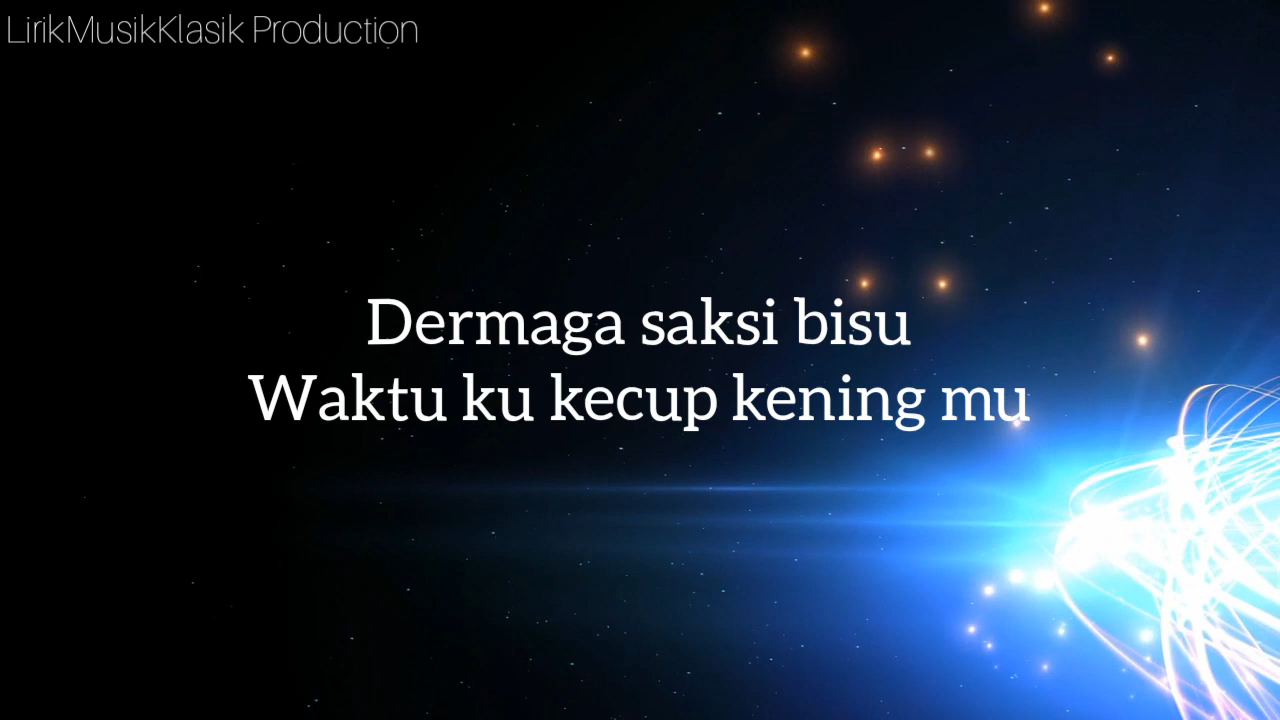 LirikMusikKlasik Production
Dermaga saksi bisu
Waktu ku kecup kening mu